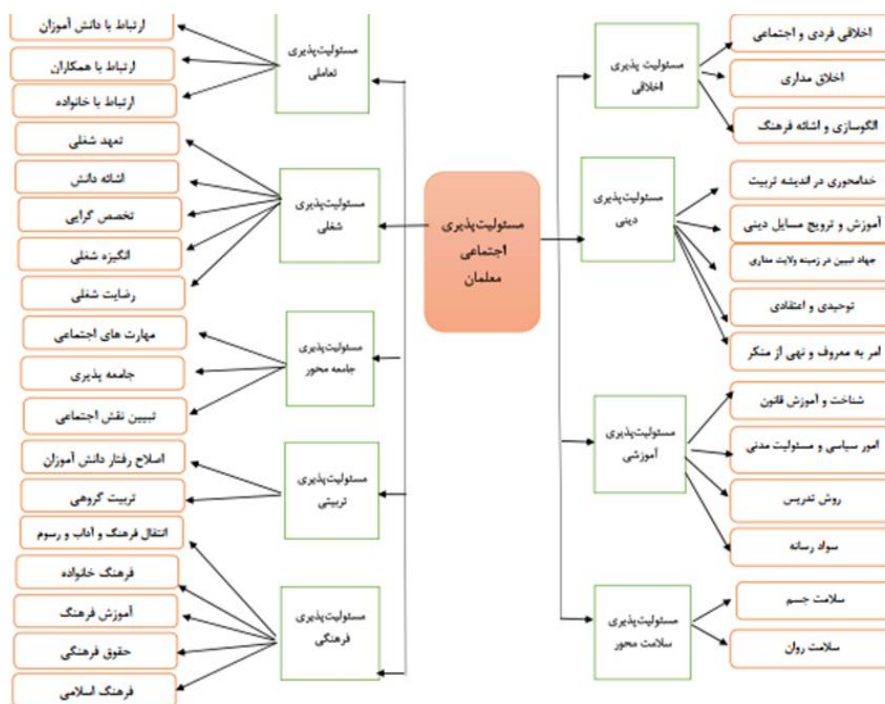 مسئولیت‌پذیری
اجتماعی
معلمان
مسئولیت پذیری
اخلاقی
اخلاقی فردی و اجتماعی
اخلاق مداری
الگوسازی و اشائه فرهنگ
مسئولیت‌پذیری
دینی
خدامحوری در اندیشه تربیت
آموزش و ترویج مسایل دینی
جهاد تبیین در زمینه ولایت مداری
توحیدی و اعتقادی
امر به معروف و نهی از منکر
مسئولیت‌پذیری
آموزشی
شناخت و آموزش قانون
امور سیاسی و مسئولیت مدنی
روش تدریس
سواد رسانه
مسئولیت‌پذیری
سلامت محور
سلامت جسم
سلامت روان
مسئولیت‌پذیری
تعاملی
ارتباط با دانش آموزان
ارتباط با همکاران
ارتباط با خانواده
مسئولیت‌پذیری
شغلی
تعهد شغلی
اشائه دانش
تخصص گرایی
انگیزه شغلی
رضایت شغلی
مسئولیت‌پذیری
جامعه محور
مهارت های اجتماعی
جامعه پذیری
تبیین نقش اجتماعی
مسئولیت‌پذیری
تربیتی
اصلاح رفتار دانش آموزان
تربیت گروهی
مسئولیت‌پذیری
فرهنگی
انتقال فرهنگ و آداب و رسوم
فرهنگ خانواده
آموزش فرهنگ
حقوق فرهنگی
فرهنگ اسلامی